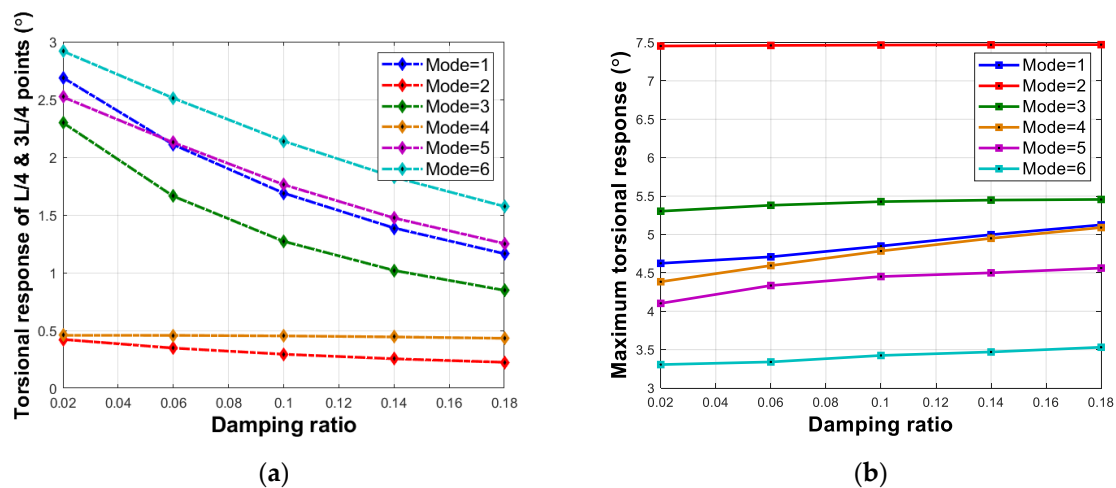 Torsional response of L/4 & 3L/4 points (°)
3
2.5
2
1.5
1
0.5
0
0.02 0.04 0.06 0.08 0.1 0.12 0.14 0.16 0.18
Damping ratio
Mode=1
Mode=2
Mode=3
Mode=4
Mode=5
Mode=6
(a)
Maximum torsional response (°)
7.5
7
6.5
6
5.5
5
4.5
4
3.5
3
0.02 0.04 0.06 0.08 0.1 0.12 0.14 0.16 0.18
Damping ratio
Mode=1
Mode=2
Mode=3
Mode=4
Mode=5
Mode=6
(b)